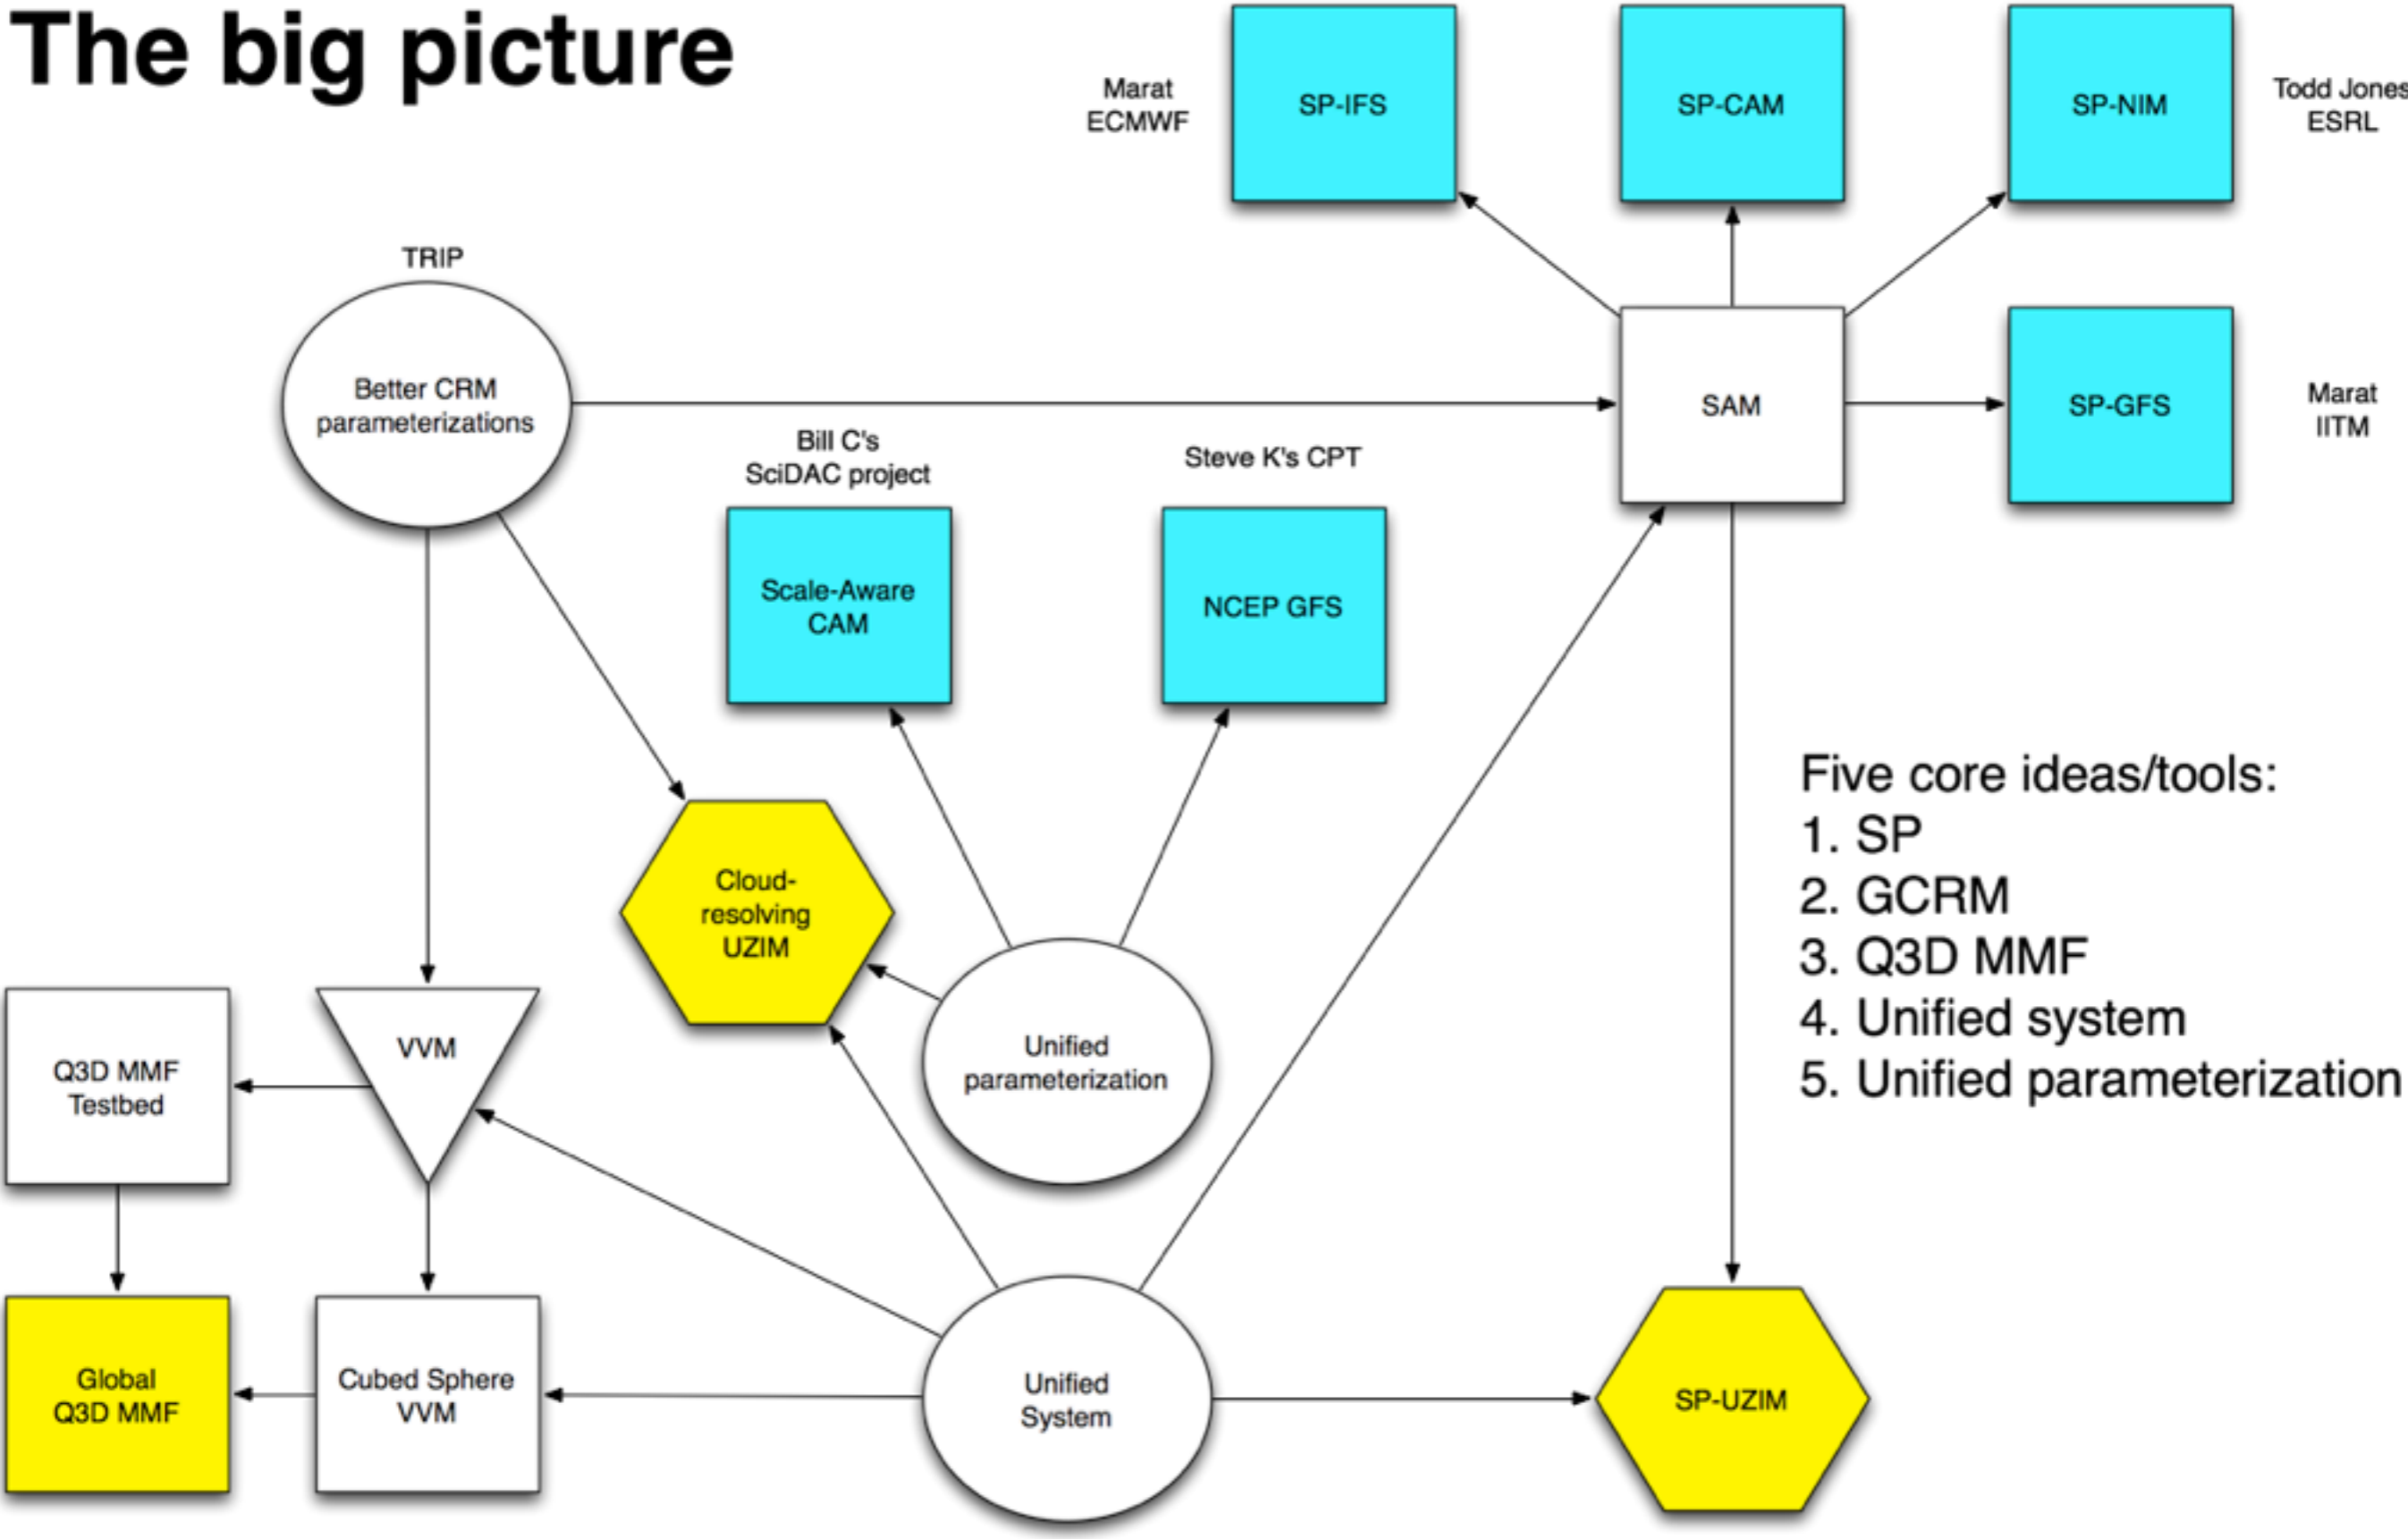 The big picture
Marat
ECMWF
SP-IFS
SP-CAM
SP-NIM
Todd Jones
ESRL
TRIP
Better CRM
parameterizations
SAM
SP-GFS
Marat
IITM
Bill C's
SciDAC project
Steve K's CPT
Scale-Aware
CAM
NCEP GFS
Five core ideas/tools:
1. SP
2. GCRM
3. Q3D MMF
4. Unified system
5. Unified parameterization
Cloud-
resolving
UZIM
Unified
parameterization
VVM
Q3D MMF
Testbed
Global
Q3D MMF
Cubed Sphere
VVM
Unified
System
SP-UZIM